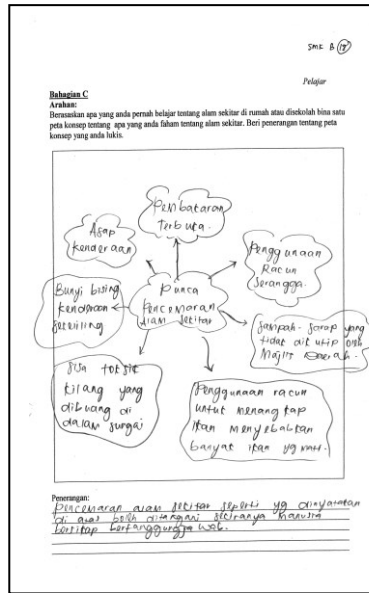 SMK B (18)
Pelajar
Bahagian C
Arahan:
Berasaskan apa yang anda pernah belajar tentang alam sekitar di rumah atau disekolah bina satu
peta konsep tentang apa yang anda faham tentang alam sekitar. Beri penerangan tentang peta
konsep yang anda lukis.
Pembakaran
terbuka.
Asap
kenderaan
Penggunaan
Racun
Serangga.
Bunyi bising
kenderaan
sekeliling
Punca
Pencemaran
alam sekitar
Sampah-sarap yang
tidak dikutip oleh
Majlis Daerah.
Sisa toksik
kilang yang
dibuang di
dalam sungai
Penggunaan racun
untuk menangkap
ikan menyebabkan
banyak ikan yg mati.
Penerangan:
Pencemaran alam sekitar seperti yg dinyatakan
di atas boleh ditangani sekiranya manusia
bersikap